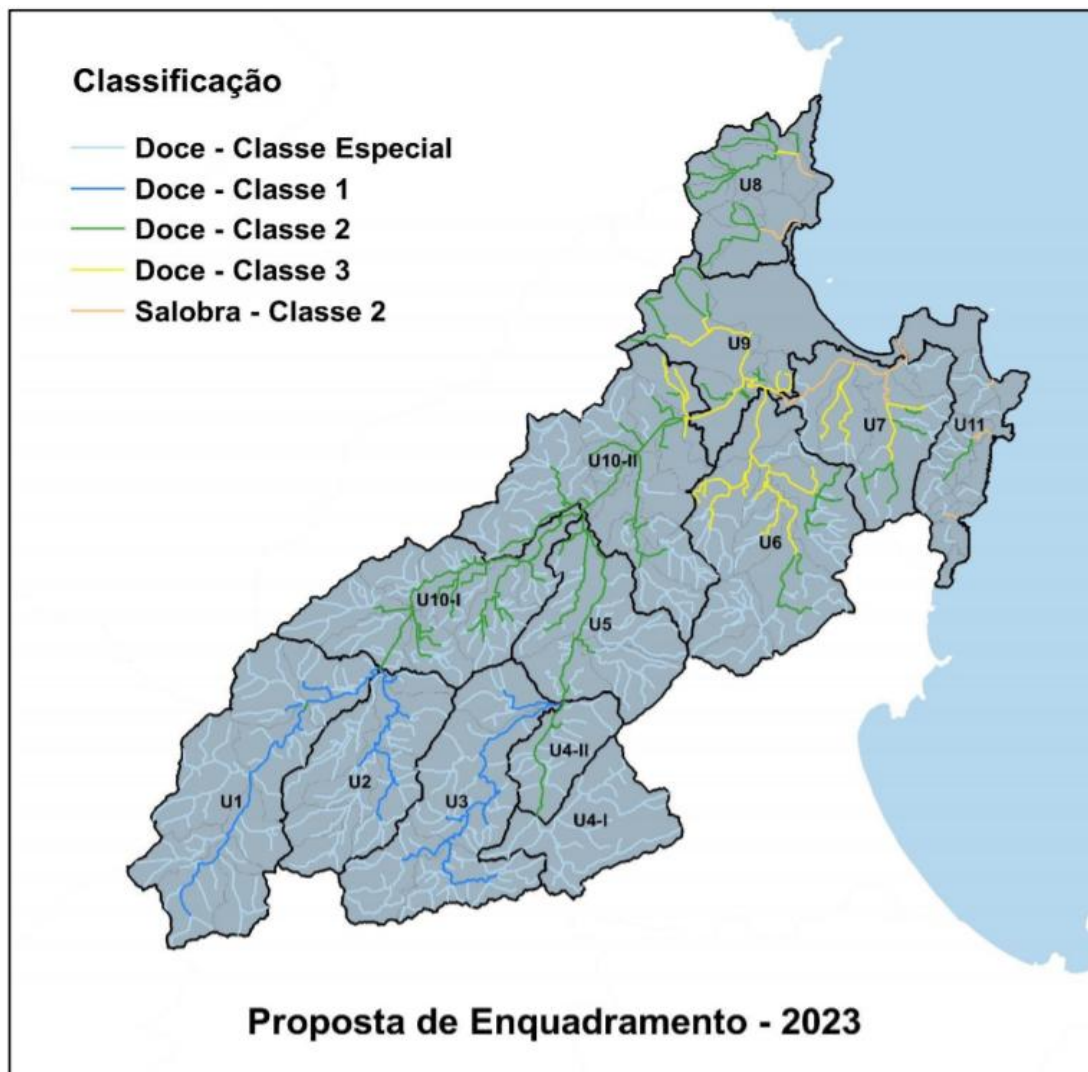 Classificação
Doce - Classe Especial
Doce - Classe 1
Doce - Classe 2
Doce - Classe 3
Salobra - Classe 2
U8
U9
U7
U11
U10-II
U6
U10-I
U5
U4-II
U2
U1
U3
U4-I
Proposta de Enquadramento - 2023